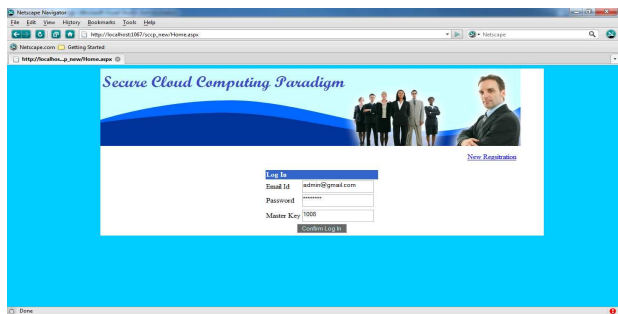 Netscape Navigator
File Edit View History Bookmarks Tools Help
http://localhost:1067/sccp_new/Home.aspx
Netscape
Netscape.com Getting Started
http://localhos...p_new/Home.aspx
Secure Cloud Computing Paradigm
New Registration
Log In
Email Id admin@gmail.com
Password ********
Master Key 1008
Confirm Log In
Done